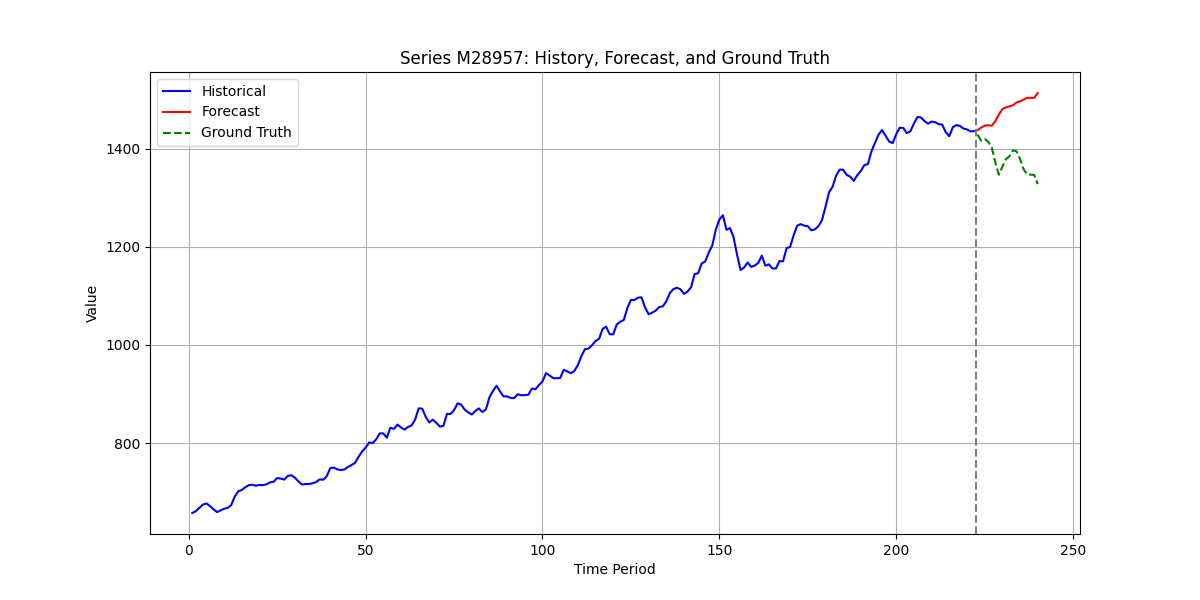 Series M28957: History, Forecast, and Ground Truth
Historical
Forecast
Ground Truth
Value
1400
1200
1000
800
0
50
100
150
200
250
Time Period